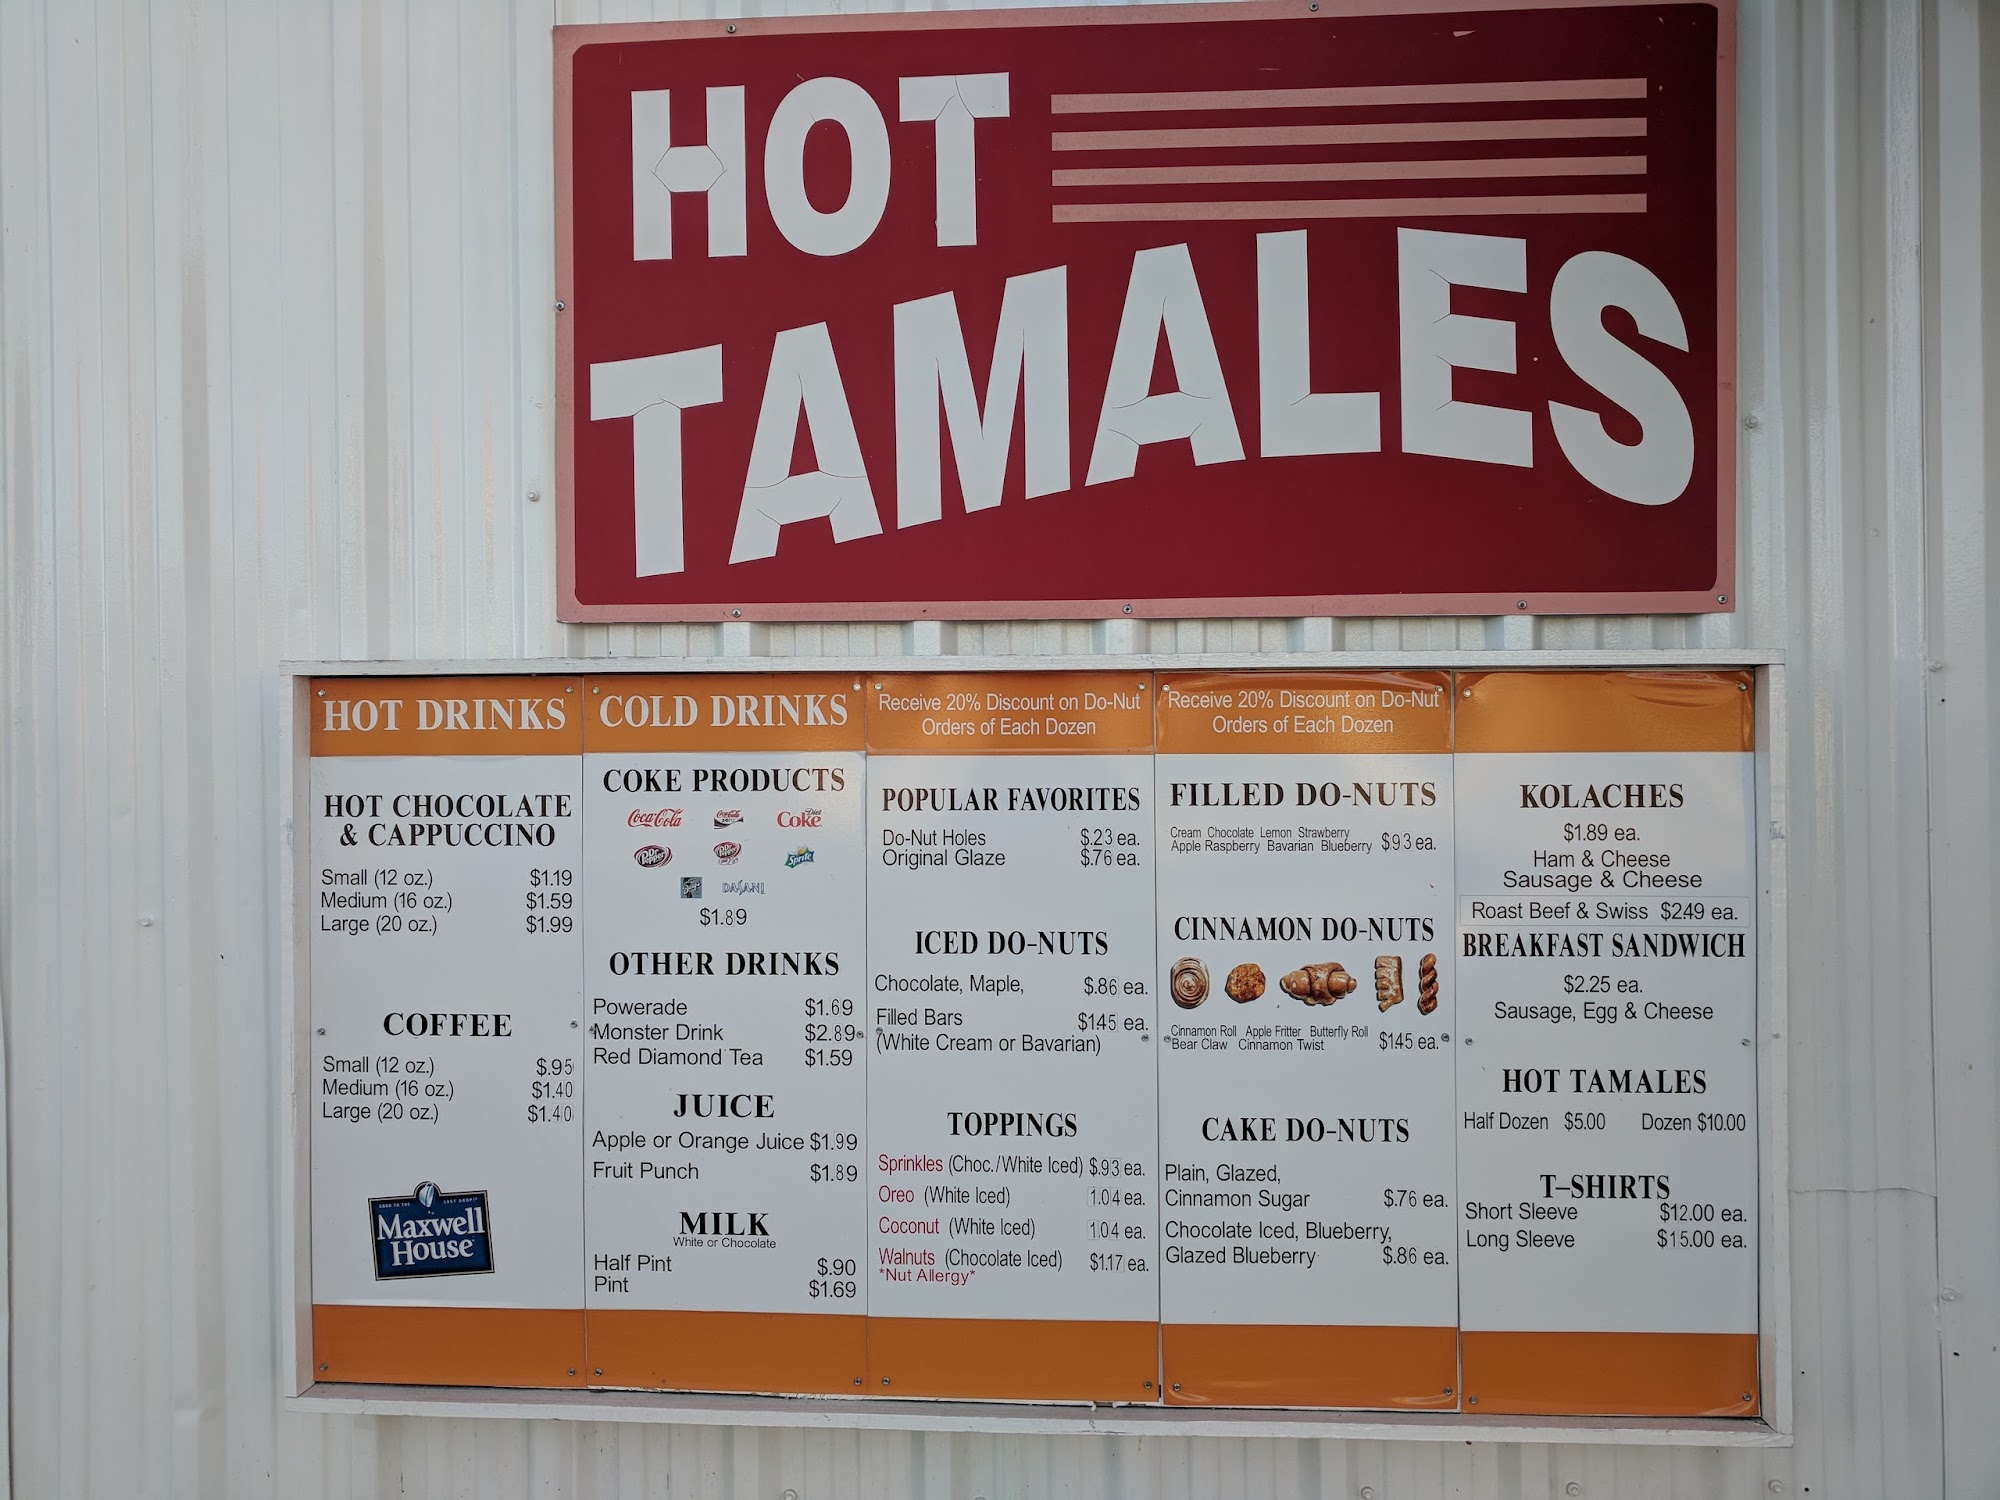 HOT
TAMALES
HOT DRINKS
HOT CHOCOLATE
& CAPPUCCINO
Small (12 oz.) $1.19
Medium (16 oz.) $1.59
Large (20 oz.) $1.99
COFFEE
Small (12 oz.) $.95
Medium (16 oz.) $1.40
Large (20 oz.) $1.40
GOOD TO THE LAST DROP!
Maxwell
House
COLD DRINKS
COKE PRODUCTS
Coca-Cola Coca-Cola zero Diet Coke
Dr Pepper Dr Pepper Sprite
DASANI
$1.89
OTHER DRINKS
Powerade $1.69
Monster Drink $2.89
Red Diamond Tea $1.59
JUICE
Apple or Orange Juice $1.99
Fruit Punch $1.89
MILK
White or Chocolate
Half Pint $.90
Pint $1.69
Receive 20% Discount on Do-Nut
Orders of Each Dozen
POPULAR FAVORITES
Do-Nut Holes $.23 ea.
Original Glaze $.76 ea.
ICED DO-NUTS
Chocolate, Maple, $.86 ea.
Filled Bars $145 ea.
(White Cream or Bavarian)
TOPPINGS
Sprinkles (Choc./White Iced) $.93 ea.
Oreo (White Iced) 1.04 ea.
Coconut (White Iced) 1.04 ea.
Walnuts (Chocolate Iced) $1.17 ea.
*Nut Allergy*
Receive 20% Discount on Do-Nut
Orders of Each Dozen
FILLED DO-NUTS
Cream Chocolate Lemon Strawberry
Apple Raspberry Bavarian Blueberry $.93 ea.
CINNAMON DO-NUTS
Cinnamon Roll Apple Fritter Butterfly Roll
Bear Claw Cinnamon Twist $145 ea.
CAKE DO-NUTS
Plain, Glazed,
Cinnamon Sugar $.76 ea.
Chocolate Iced, Blueberry,
Glazed Blueberry $.86 ea.
KOLACHES
$1.89 ea.
Ham & Cheese
Sausage & Cheese
Roast Beef & Swiss $249 ea.
BREAKFAST SANDWICH
$2.25 ea.
Sausage, Egg & Cheese
HOT TAMALES
Half Dozen $5.00 Dozen $10.00
T-SHIRTS
Short Sleeve $12.00 ea.
Long Sleeve $15.00 ea.